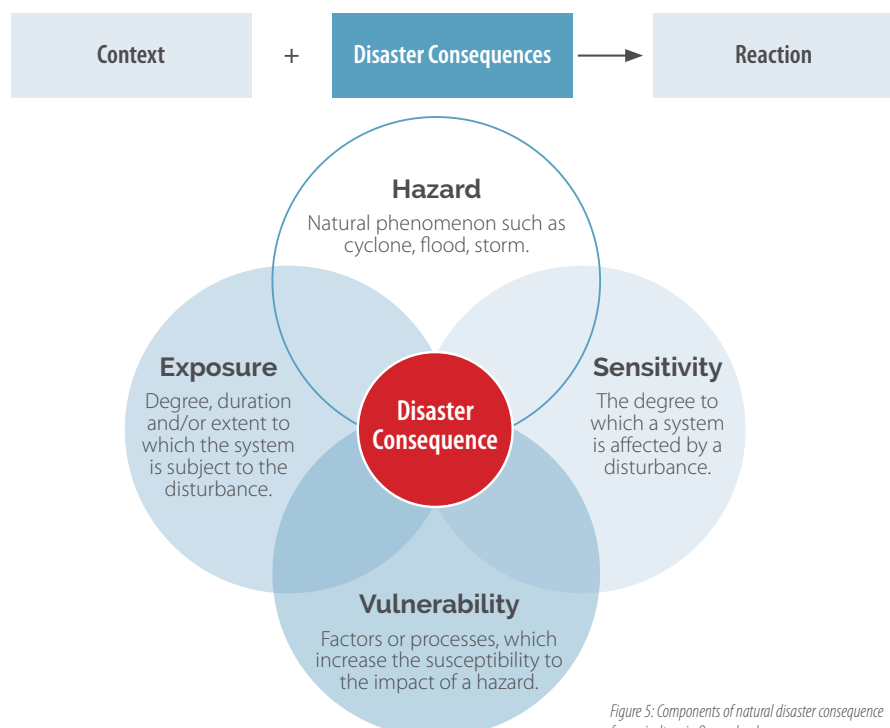 Context + Disaster Consequences Reaction
Hazard
Natural phenomenon such as
cyclone, flood, storm.
Exposure
Degree, duration
and/or extent to
which the system
is subject to the
disturbance.
Disaster
Consequence
Sensitivity
The degree to
which a system
is affected by a
disturbance.
Vulnerability
Factors or processes, which
increase the susceptibility to
the impact of a hazard.
Figure 5: Components of natural disaster consequence